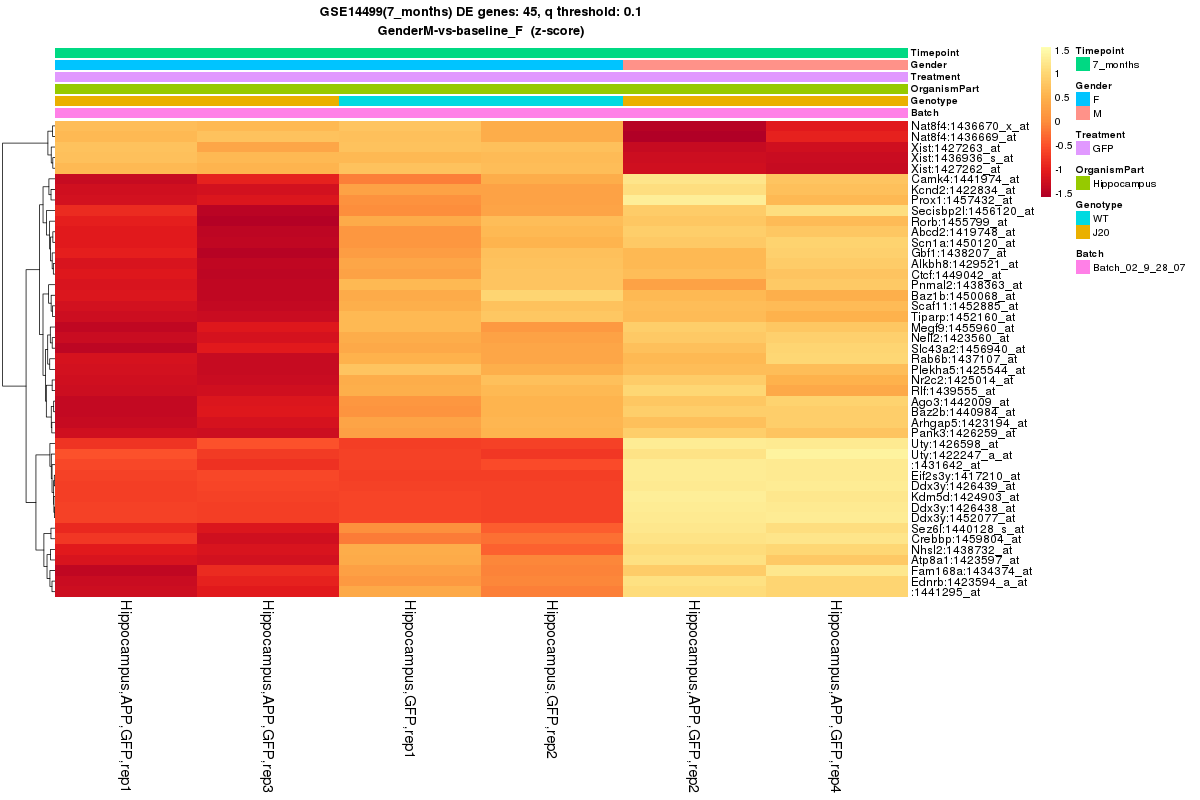 GSE14499(7_months) DE genes: 45, q threshold: 0.1
GenderM-vs-baseline_F (z-score)
Timepoint
Gender
Treatment
OrganismPart
Genotype
Batch
Nat8f4:1436670_x_at
Nat8f4:1436669_at
Xist:1427263_at
Xist:1436936_s_at
Xist:1427262_at
Camk4:1441974_at
Kcnd2:1422834_at
Prox1:1457432_at
Secisbp2l:1456120_at
Rorb:1455799_at
Abcd2:1419748_at
Scn1a:1450120_at
Gbf1:1438207_at
Alkbh8:1429521_at
Ctcf:1449042_at
Pnmal2:1438363_at
Baz1b:1450068_at
Scaf11:1452885_at
Tiparp:1452160_at
Megf9:1455960_at
Nell2:1423560_at
Slc43a2:1456940_at
Rab6b:1437107_at
Plekha5:1425544_at
Nr2c2:1425014_at
Rlf:1439555_at
Ago3:1442009_at
Baz2b:1440984_at
Arhgap5:1423194_at
Pank3:1426259_at
Uty:1426598_at
Uty:1422247_a_at
:1431642_at
Eif2s3y:1417210_at
Ddx3y:1426439_at
Kdm5d:1424903_at
Ddx3y:1426438_at
Ddx3y:1452077_at
Sez6l:1440128_s_at
Crebbp:1459804_at
Nhsl2:1438732_at
Atp8a1:1423597_at
Fam168a:1434374_at
Ednrb:1423594_a_at
:1441295_at
Hippocampus,APP,GFP,rep1
Hippocampus,APP,GFP,rep3
Hippocampus,GFP,rep1
Hippocampus,GFP,rep2
Hippocampus,APP,GFP,rep2
Hippocampus,APP,GFP,rep4
1.5
1
0.5
0
-0.5
-1
-1.5
Timepoint
7_months
Gender
F
M
Treatment
GFP
OrganismPart
Hippocampus
Genotype
WT
J20
Batch
Batch_02_9_28_07